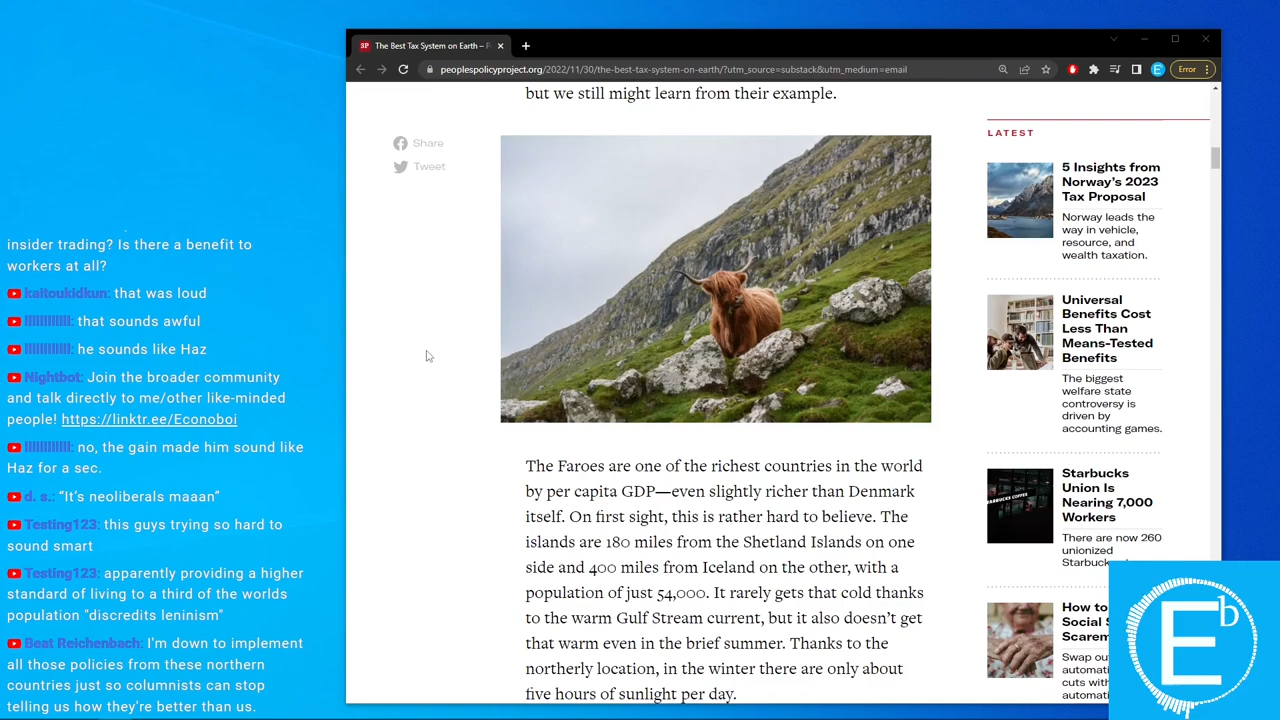 The Best Tax System on Earth – P
peoplespolicyproject.org/2022/11/30/the-best-tax-system-on-earth/?utm_source=substack&utm_medium=email
Error
but we still might learn from their example.
Share
Tweet
The Faroes are one of the richest countries in the world
by per capita GDP—even slightly richer than Denmark
itself. On first sight, this is rather hard to believe. The
islands are 180 miles from the Shetland Islands on one
side and 400 miles from Iceland on the other, with a
population of just 54,000. It rarely gets that cold thanks
to the warm Gulf Stream current, but it also doesn't get
that warm even in the brief summer. Thanks to the
northerly location, in the winter there are only about
five hours of sunlight per day.
LATEST
5 Insights from
Norway's 2023
Tax Proposal
Norway leads the
way in vehicle,
resource, and
wealth taxation.
Universal
Benefits Cost
Less Than
Means-Tested
Benefits
The biggest
welfare state
controversy is
driven by
accounting games.
Starbucks
Union Is
Nearing 7,000
Workers
There are now 260
unionized
Starbuck
How to
Social S
Scarem
Swap ou
automati
cuts with
automati
insider trading? Is there a benefit to
workers at all?
kaitoukidkun: that was loud
that sounds awful
he sounds like Haz
Nightbot: Join the broader community
and talk directly to me/other like-minded
people! https://linktr.ee/Econoboi
no, the gain made him sound like
Haz for a sec.
d. s.: “It's neoliberals maaan”
Testing123: this guys trying so hard to
sound smart
Testing123: apparently providing a higher
standard of living to a third of the worlds
population "discredits leninism"
Beat Reichenbach: I'm down to implement
all those policies from these northern
countries just so columnists can stop
telling us how they're better than us.
Eb